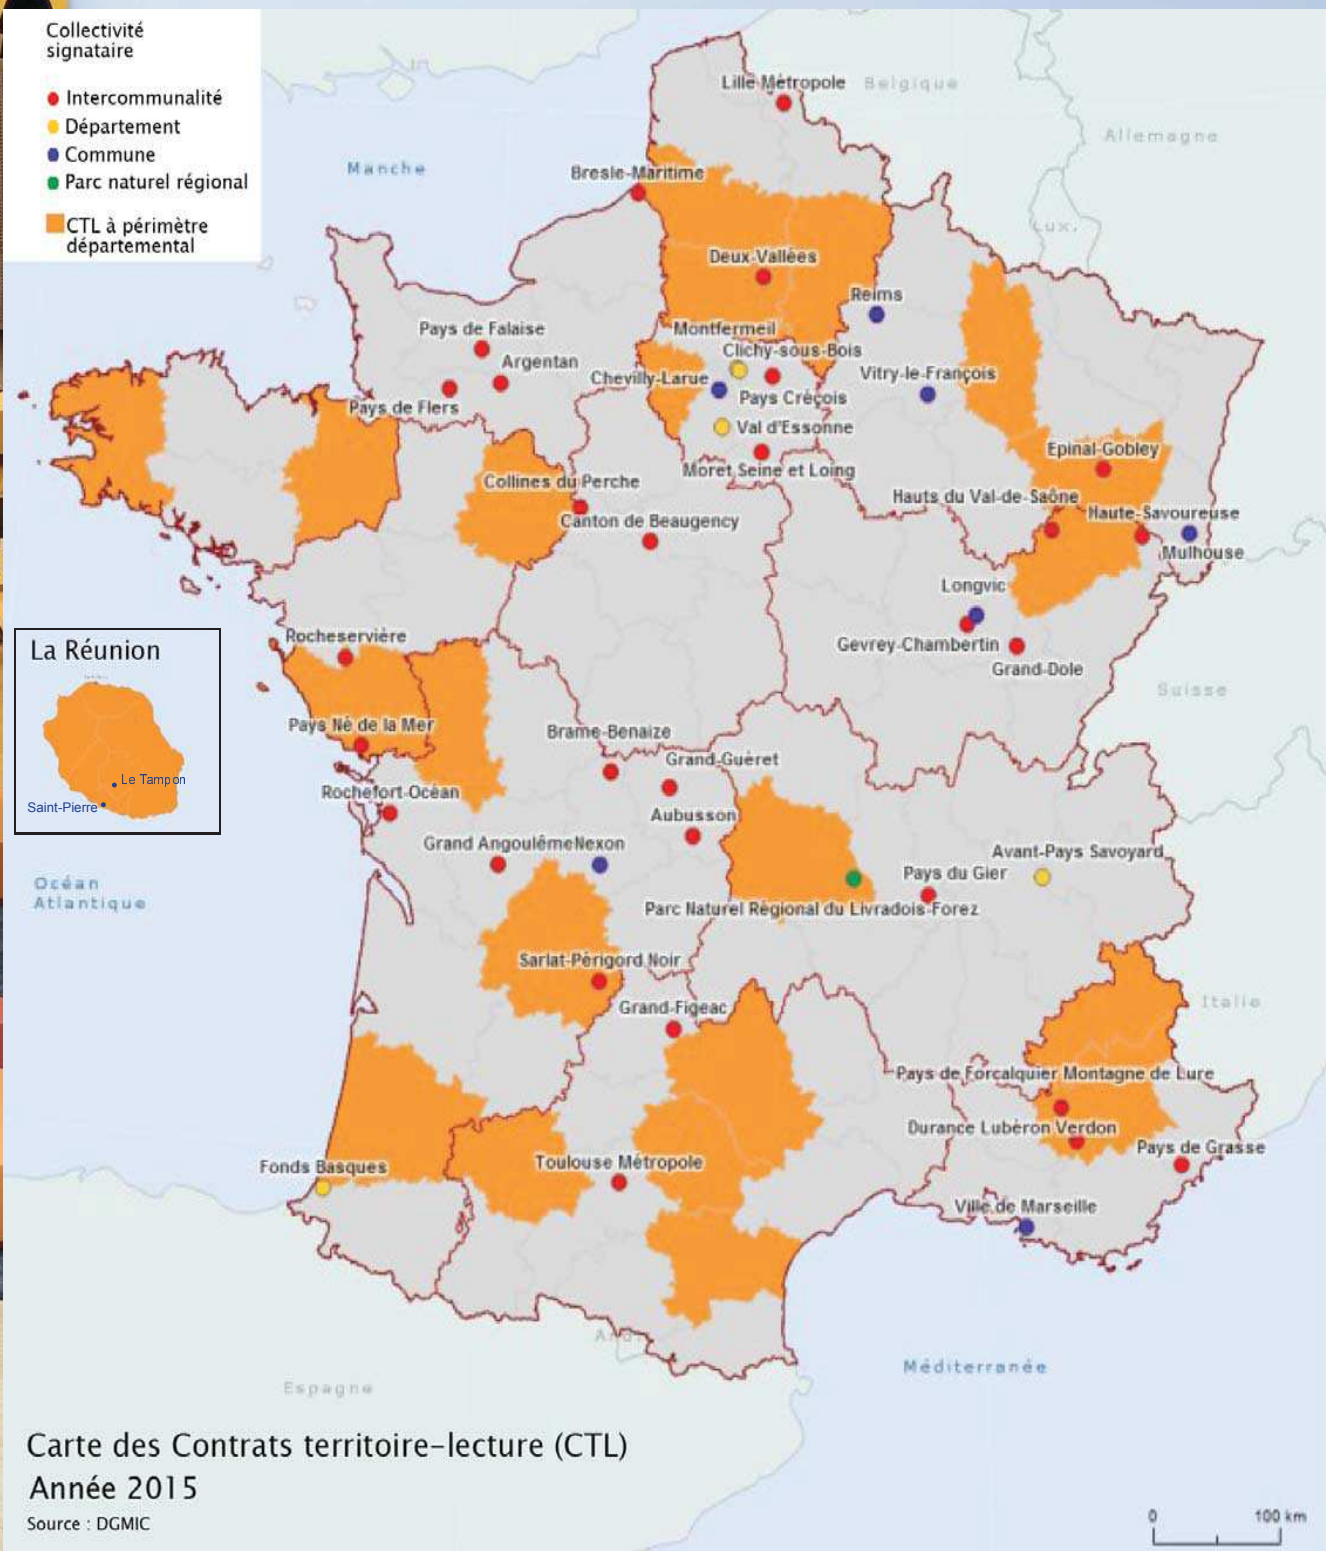 Collectivité
signataire
Intercommunalité
Département
Commune
Parc naturel régional
CTL à périmètre
départemental
Lille Métropole
Belgique
Allemagne
Manche
Bresle-Maritime
Lux.
Deux-Vallées
Reims
Pays de Falaise
Montfermeil
Clichy-sous-Bois
Argentan
Chevilly-Larue
Vitry-le-François
Pays de Flers
Pays Créçois
Val d'Essonne
Epinal-Gobley
Moret Seine et Loing
Collines du Perche
Hauts du Val-de-Saône
Haute-Savoureuse
Canton de Beaugency
Mulhouse
Longvic
Rocheservière
Gevrey-Chambertin
Grand-Dole
La Réunion
Suisse
Pays Né de la Mer
Brame-Benaize
Grand-Guéret
Le Tampon
Saint-Pierre
Rochefort-Océan
Aubusson
Grand Angoulême
Nexon
Avant-Pays Savoyard
Pays du Gier
Océan
Atlantique
Parc Naturel Régional du Livradois-Forez
Sarlat-Périgord Noir
Grand-Figeac
Italie
Pays de Forcalquier Montagne de Lure
Durance Lubéron Verdon
Pays de Grasse
Fonds Basques
Toulouse Métropole
Ville de Marseille
Méditerranée
Espagne
Carte des Contrats territoire-lecture (CTL)
Année 2015
Source : DGMIC
0 100 km